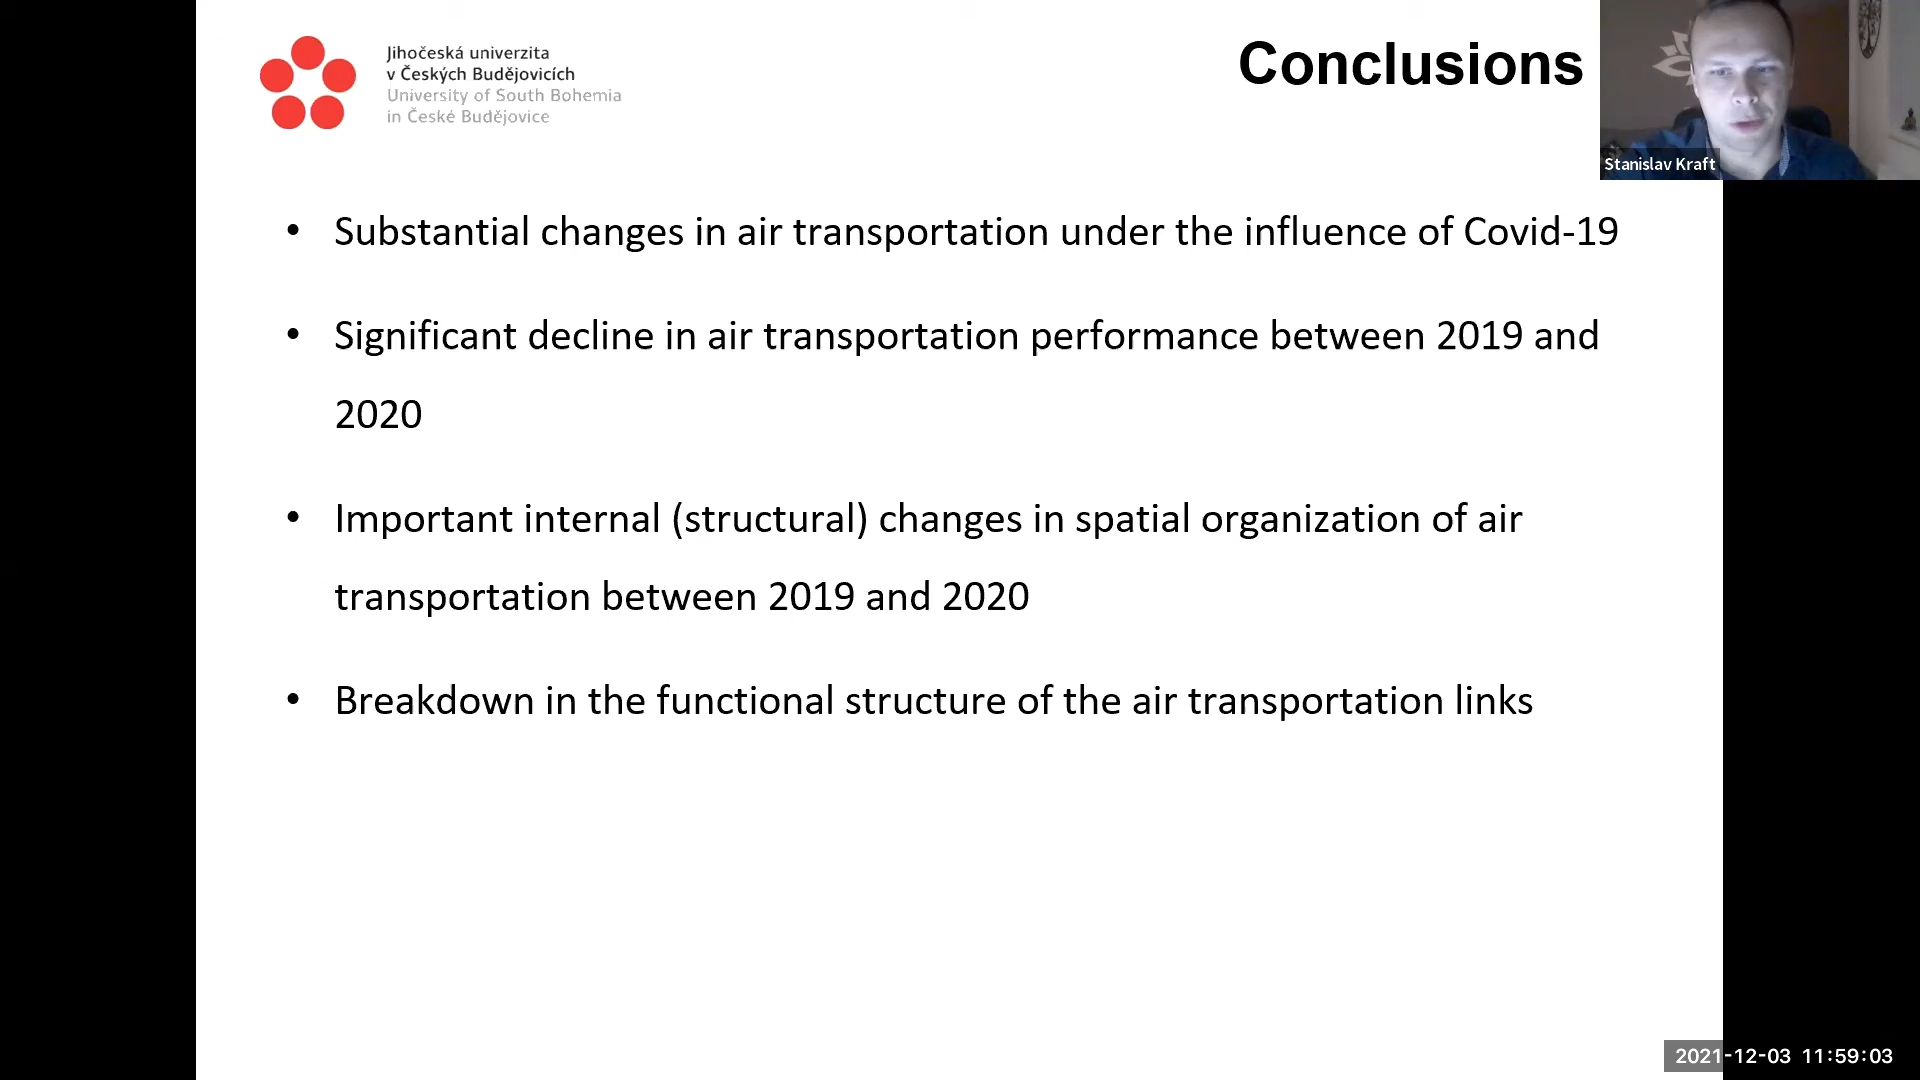 Jihočeská univerzita
v Českých Budějovicích
University of South Bohemia
in České Budějovice
Conclusions
Stanislav Kraft
• Substantial changes in air transportation under the influence of Covid-19
• Significant decline in air transportation performance between 2019 and
2020
• Important internal (structural) changes in spatial organization of air
transportation between 2019 and 2020
• Breakdown in the functional structure of the air transportation links
2021-12-03 11:59:03